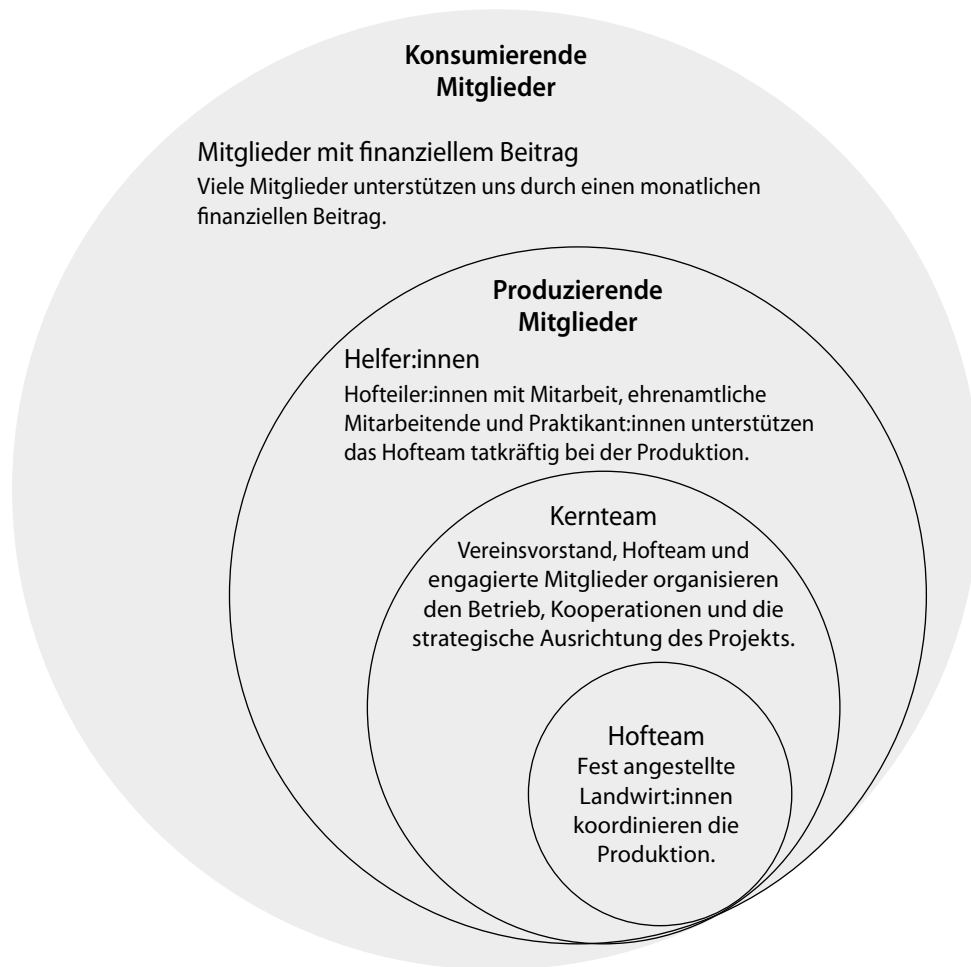 Konsumierende
Mitglieder
Mitglieder mit finanziellem Beitrag
Viele Mitglieder unterstützen uns durch einen monatlichen
finanziellen Beitrag.
Produzierende
Mitglieder
Helfer:innen
Hofteiler:innen mit Mitarbeit, ehrenamtliche
Mitarbeitende und Praktikant:innen unterstützen
das Hofteam tatkräftig bei der Produktion.
Kernteam
Vereinsvorstand, Hofteam und
engagierte Mitglieder organisieren
den Betrieb, Kooperationen und die
strategische Ausrichtung des Projekts.
Hofteam
Fest angestellte
Landwirt:innen
koordinieren die
Produktion.